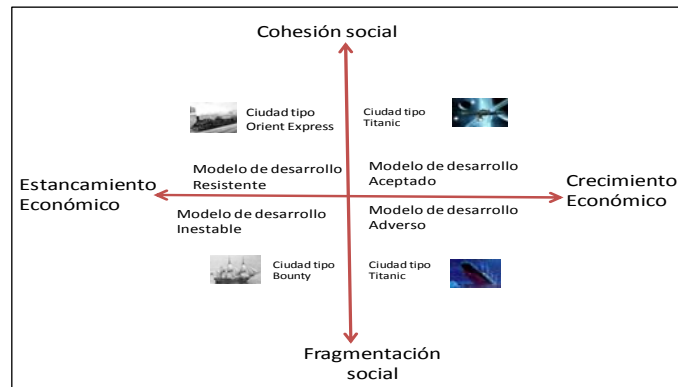 Cohesión social
Ciudad tipo
Orient Express
Ciudad tipo
Titanic
Modelo de desarrollo
Resistente
Modelo de desarrollo
Aceptado
Estancamiento
Económico
Crecimiento
Económico
Modelo de desarrollo
Inestable
Modelo de desarrollo
Adverso
Ciudad tipo
Bounty
Ciudad tipo
Titanic
Fragmentación
social